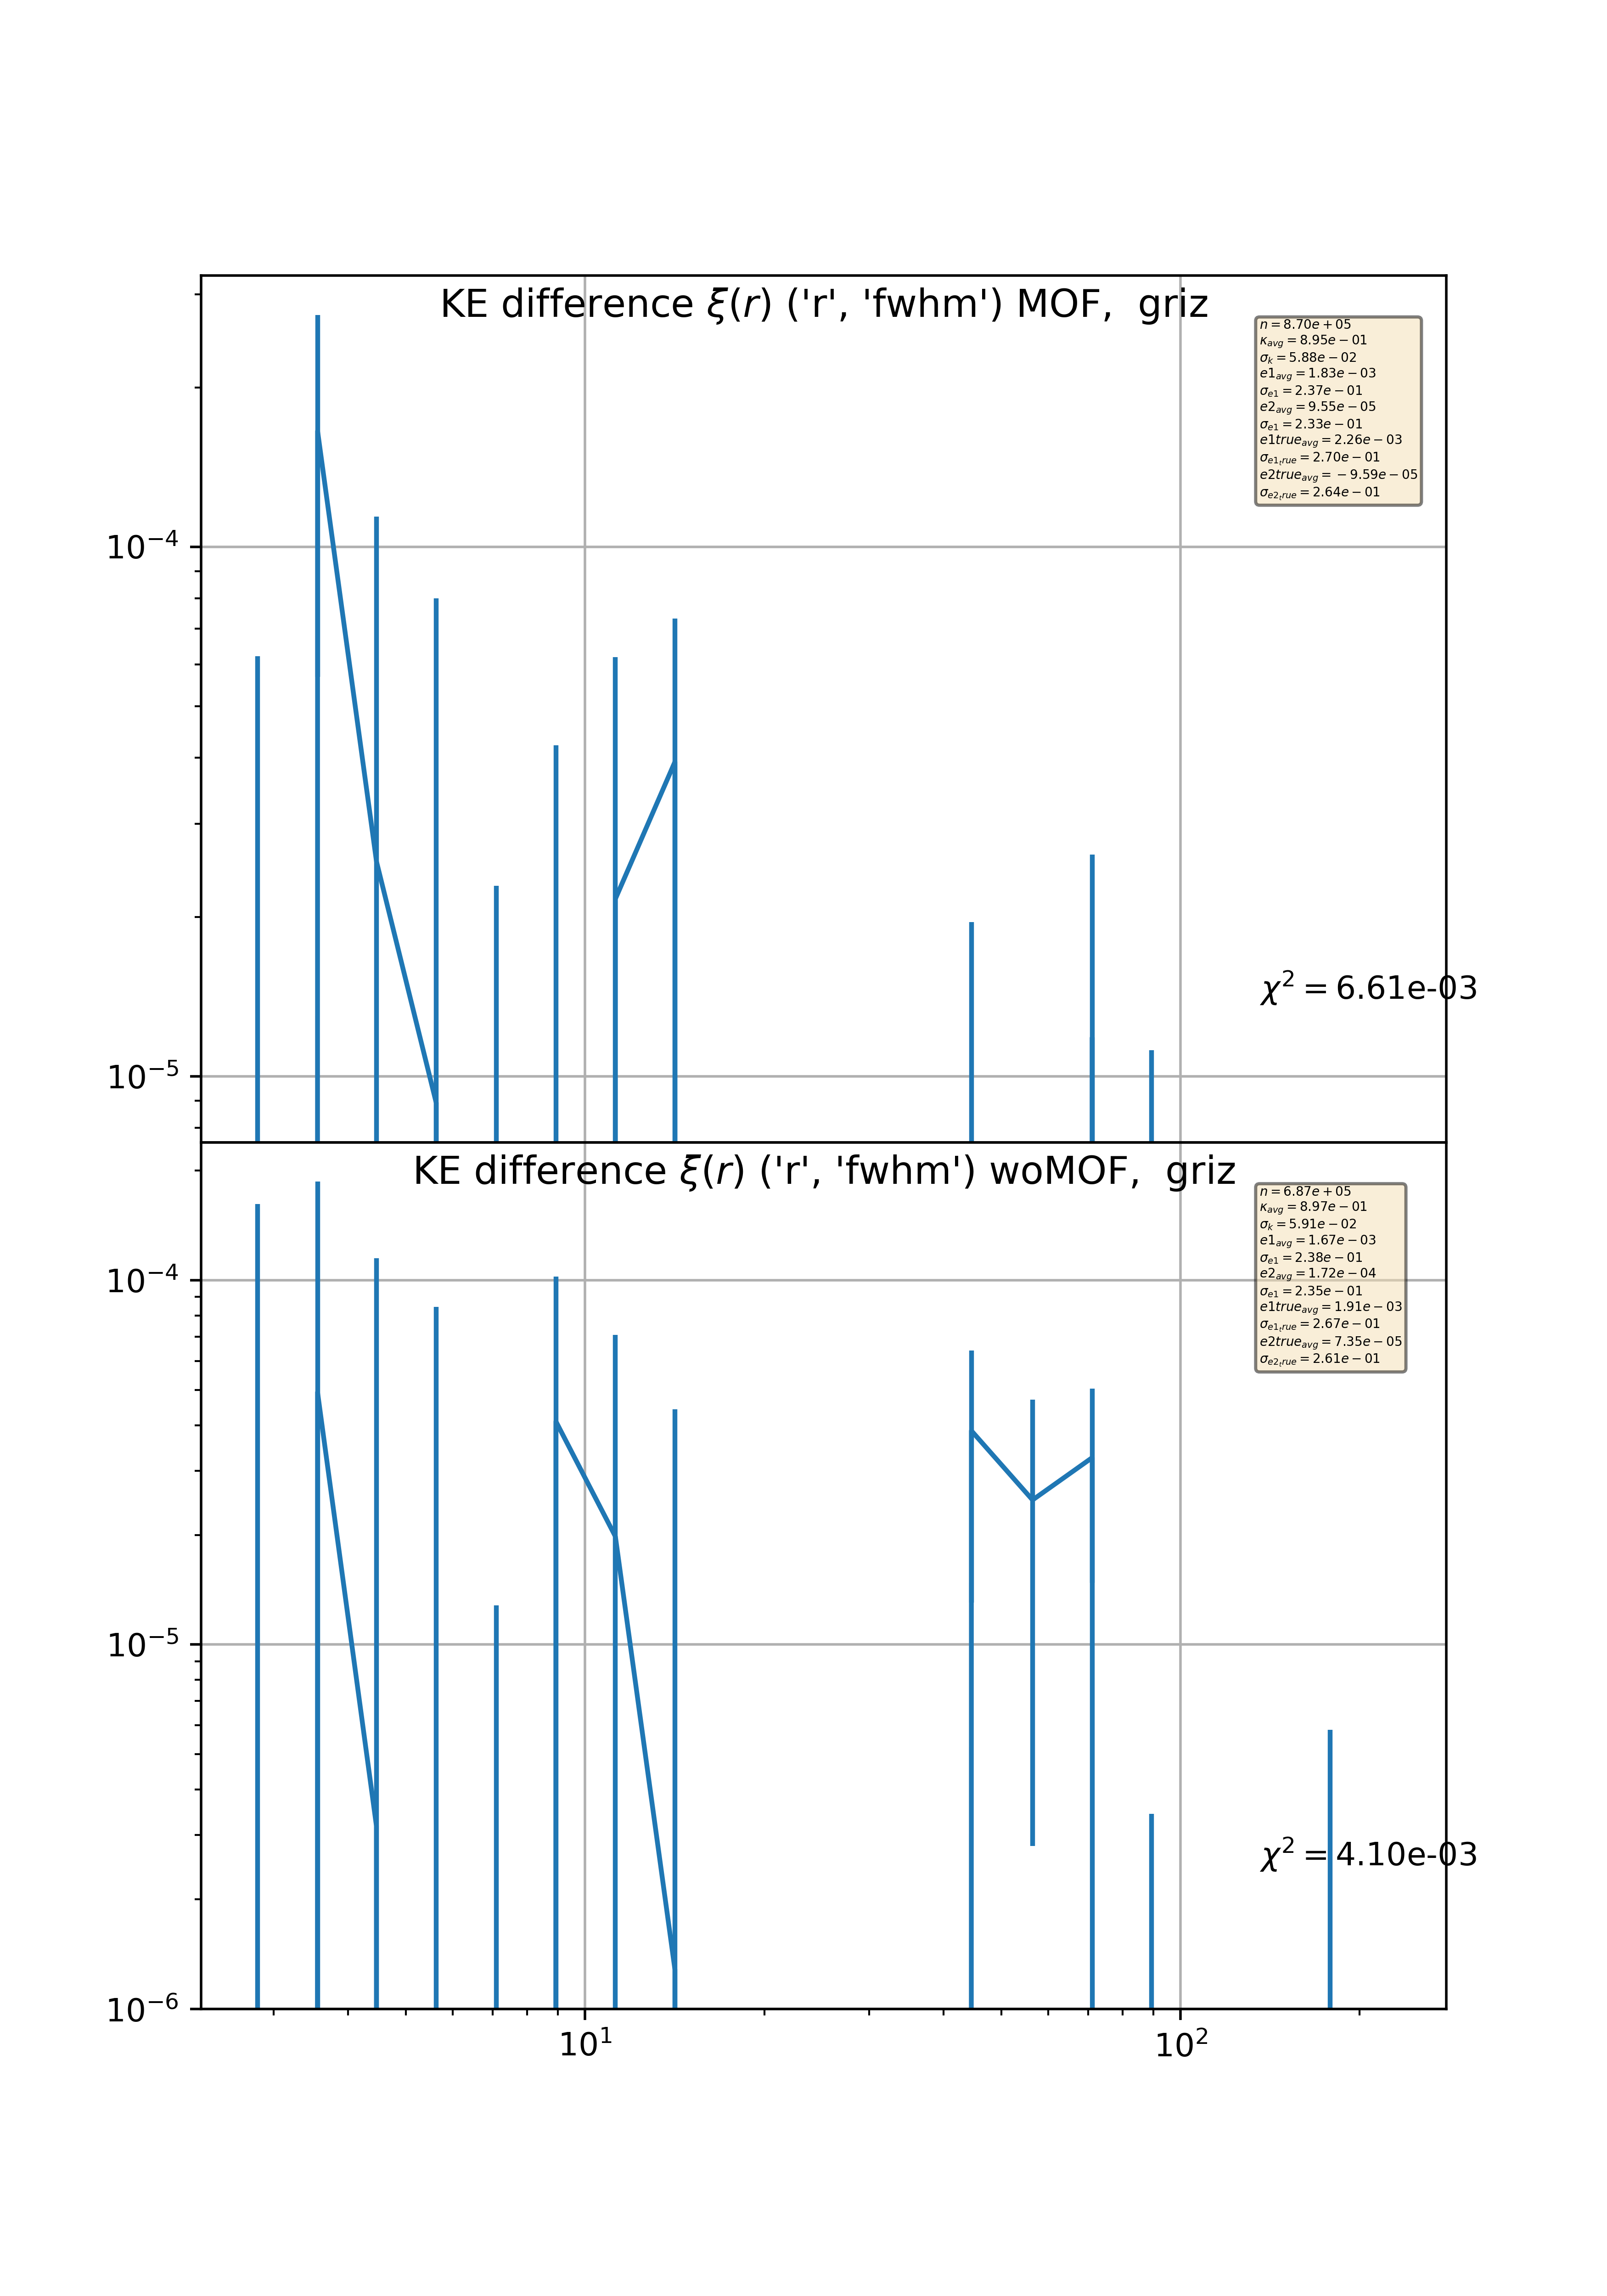 KE difference ξ(r) ('r', 'fwhm') MOF, griz
n = 8.70e + 05
κavg = 8.95e − 01
σk = 5.88e − 02
e1avg = 1.83e − 03
σe1 = 2.37e − 01
e2avg = 9.55e − 05
σe1 = 2.33e − 01
e1trueavg = 2.26e − 03
σe1true = 2.70e − 01
e2trueavg = − 9.59e − 05
σe2true = 2.64e − 01
10⁻⁴
χ² = 6.61e-03
10⁻⁵
KE difference ξ(r) ('r', 'fwhm') woMOF, griz
n = 6.87e + 05
κavg = 8.97e − 01
σk = 5.91e − 02
e1avg = 1.67e − 03
σe1 = 2.38e − 01
e2avg = 1.72e − 04
σe1 = 2.35e − 01
e1trueavg = 1.91e − 03
σe1true = 2.67e − 01
e2trueavg = 7.35e − 05
σe2true = 2.61e − 01
10⁻⁴
10⁻⁵
χ² = 4.10e-03
10⁻⁶
10¹ 10²